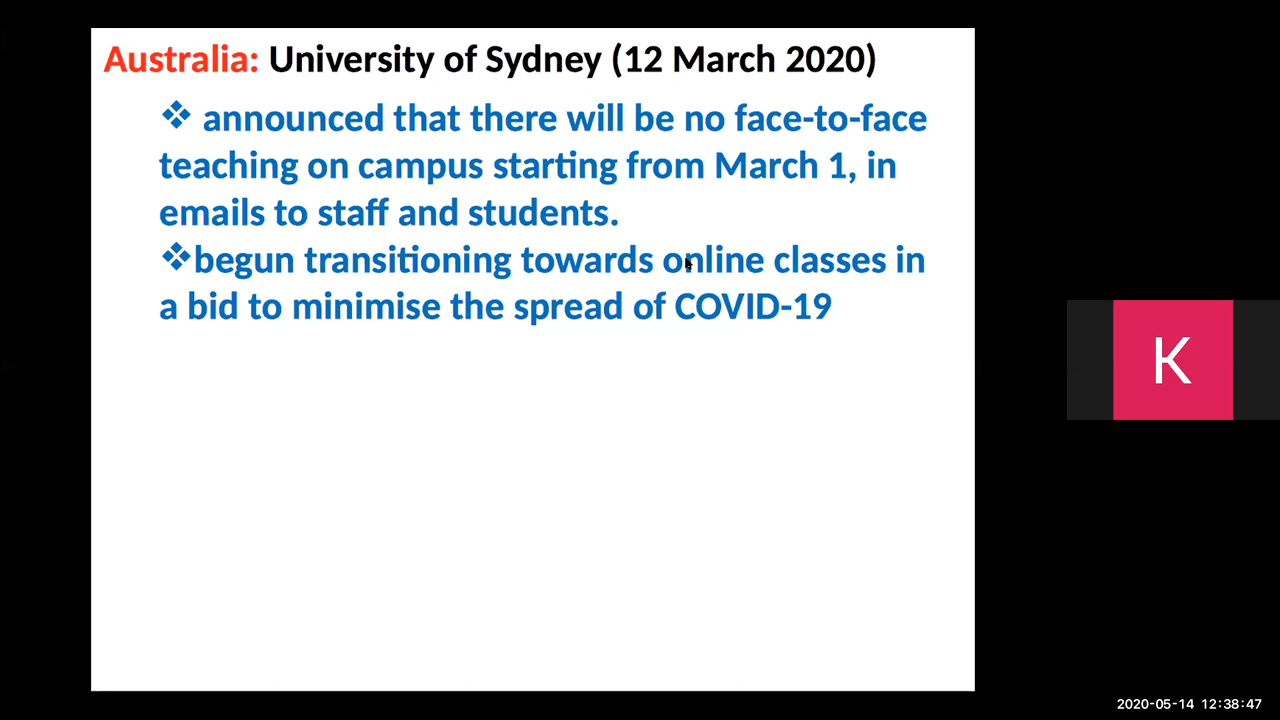 Australia: University of Sydney (12 March 2020)
❖ announced that there will be no face-to-face
teaching on campus starting from March 1, in
emails to staff and students.
❖begun transitioning towards online classes in
a bid to minimise the spread of COVID-19
K
2020-05-14 12:38:47